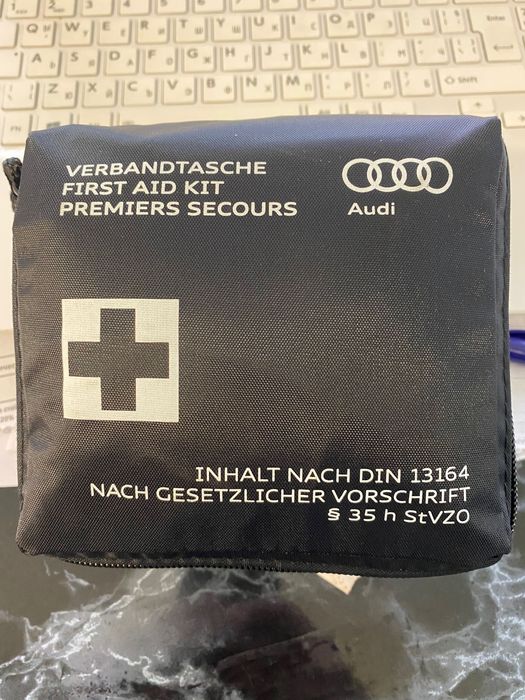 VERBANDTASCHE
FIRST AID KIT
PREMIERS SECOURS
Audi
INHALT NACH DIN 13164
NACH GESETZLICHER VORSCHRIFT
§ 35 h StVZO